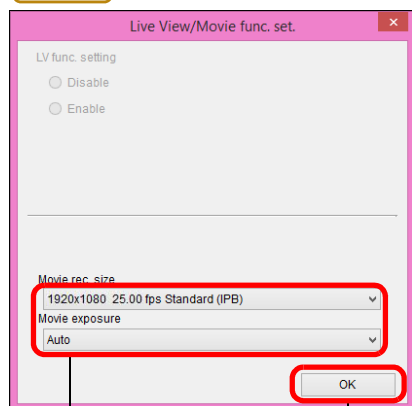 Live View/Movie func. set.
LV func. setting
Disable
Enable
Movie rec. size
1920x1080 25.00 fps Standard (IPB)
Movie exposure
Auto
OK